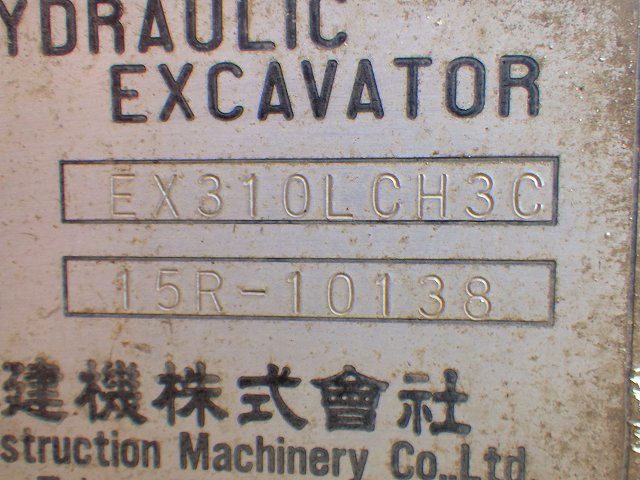 YDRAULIC
EXCAVATOR
EX310LCH3C
15R-10138
建機株式會社
struction Machinery Co.,Ltd.